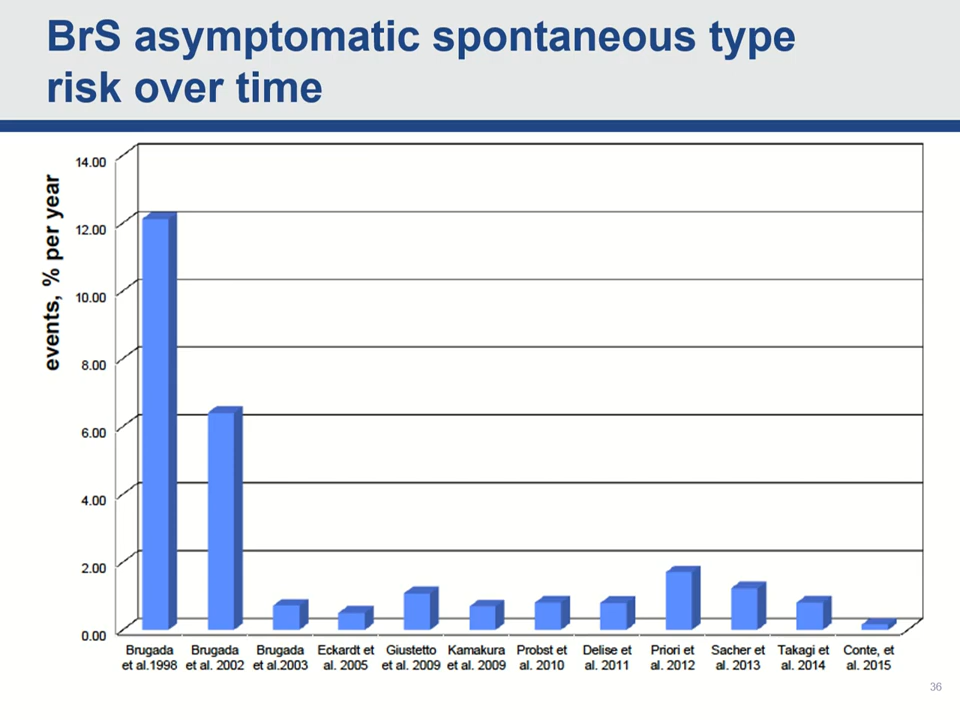 BrS asymptomatic spontaneous type
risk over time
events, % per year
14.00
12.00
10.00
8.00
6.00
4.00
2.00
0.00
Brugada
et al.1998
Brugada
et al. 2002
Brugada
et al.2003
Eckardt et
al. 2005
Giustetto
et al. 2009
Kamakura
et al. 2009
Probst et
al. 2010
Delise et
al. 2011
Priori et
al. 2012
Sacher et
al. 2013
Takagi et
al. 2014
Conte, et
al. 2015
36